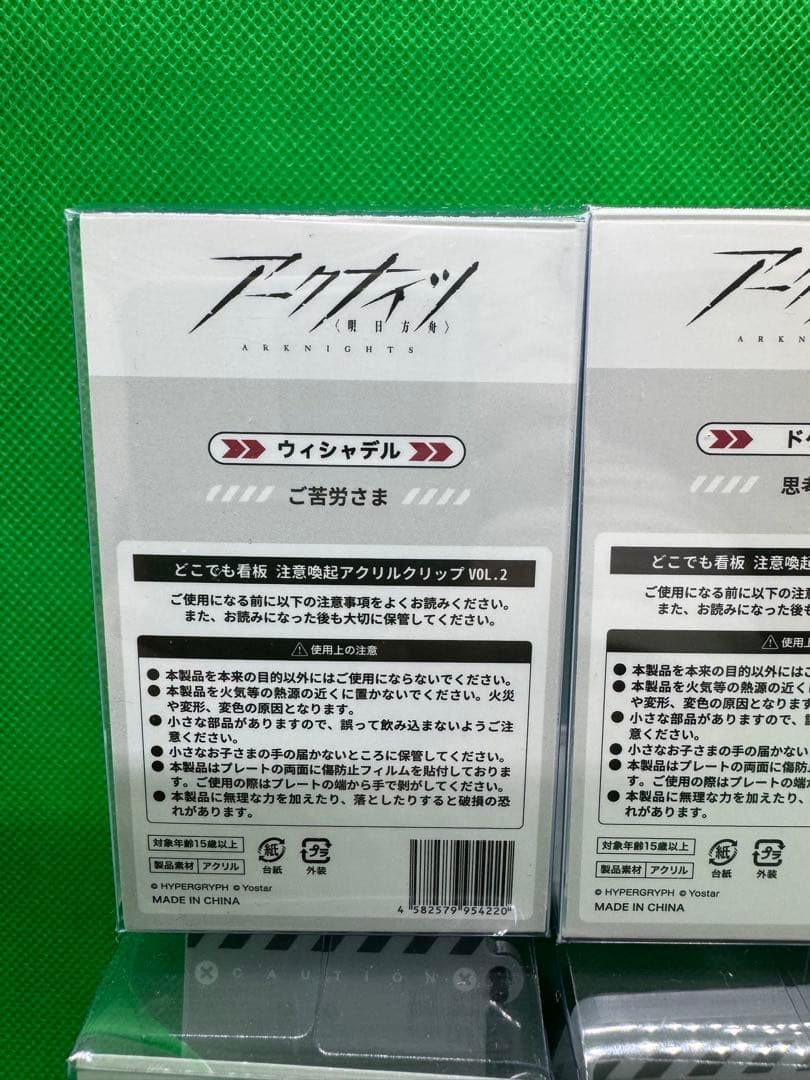 アークナイツ
〈明日方舟〉
ARKNIGHTS
ウィシャデル
ご苦労さま
どこでも看板 注意喚起アクリルクリップ VOL.2
ご使用になる前に以下の注意事項をよくお読みください。
また、お読みになった後も大切に保管してください。
使用上の注意
● 本製品を本来の目的以外にはご使用にならないでください。
● 本製品を火気等の熱源の近くに置かないでください。火災
や変形、変色の原因となります。
● 小さな部品がありますので、誤って飲み込まないようご注
意ください。
● 小さなお子さまの手の届かないところに保管してください。
● 本製品はプレートの両面に傷防止フィルムを貼付しておりま
す。ご使用の際はプレートの端から手で剝がしてください。
● 本製品に無理な力を加えたり、落としたりすると破損の恐
れがあります。
対象年齢15歳以上
製品素材 アクリル
紙
台紙
プラ
外装
© HYPERGRYPH © Yostar
MADE IN CHINA
4 582579 954220
アークナ
ARKN
ド
思考
どこでも看板 注意喚起
ご使用になる前に以下の注意
また、お読みになった後も
使用上
● 本製品を本来の目的以外にはご
● 本製品を火気等の熱源の近くに
や変形、変色の原因となります
● 小さな部品がありますので、誤
意ください。
● 小さなお子さまの手の届かない
● 本製品はプレートの両面に傷防
す。ご使用の際はプレートの端か
● 本製品に無理な力を加えたり、
れがあります。
対象年齢15歳以上
製品素材 アクリル
紙
台紙
プラ
外装
© HYPERGRYPH © Yostar
MADE IN CHINA
CAUTION